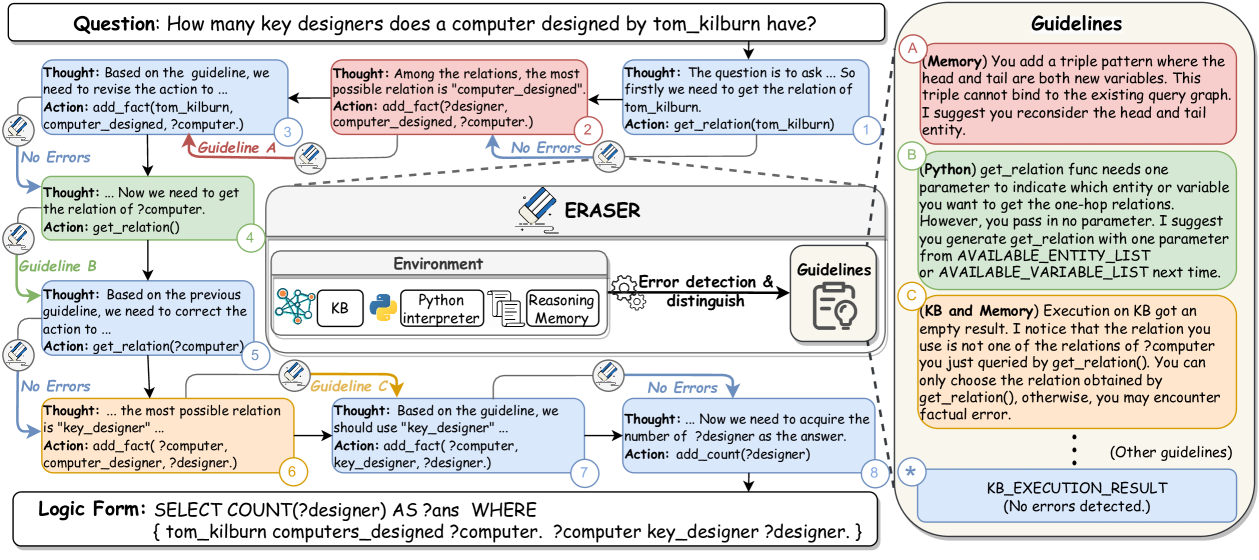 Question: How many key designers does a computer designed by tom_kilburn have?
Thought: The question is to ask ... So
firstly we need to get the relation of
tom_kilburn.
Action: get_relation(tom_kilburn)
1
Thought: Among the relations, the most
possible relation is "computer_designed".
Action: add_fact(?designer,
computer_designed, ?computer.)
2
No Errors
Thought: Based on the guideline, we
need to revise the action to ...
Action: add_fact(tom_kilburn,
computer_designed, ?computer.)
3
Guideline A
No Errors
Thought: ... Now we need to get
the relation of ?computer.
Action: get_relation()
4
Guideline B
Thought: Based on the previous
guideline, we need to correct the
action to ...
Action: get_relation(?computer)
5
No Errors
Thought: ... the most possible relation
is "key_designer" ...
Action: add_fact( ?computer,
computer_designer, ?designer.)
6
Guideline C
Thought: Based on the guideline, we
should use "key_designer" ...
Action: add_fact( ?computer,
key_designer, ?designer.)
7
No Errors
Thought: ... Now we need to acquire the
number of ?designer as the answer.
Action: add_count(?designer)
8
ERASER
Environment
KB
Python
interpreter
Reasoning
Memory
Error detection &
distinguish
Guidelines
Logic Form: SELECT COUNT(?designer) AS ?ans WHERE
{ tom_kilburn computers_designed ?computer. ?computer key_designer ?designer. }
Guidelines
A
(Memory) You add a triple pattern where the
head and tail are both new variables. This
triple cannot bind to the existing query graph.
I suggest you reconsider the head and tail
entity.
B
(Python) get_relation func needs one
parameter to indicate which entity or variable
you want to get the one-hop relations.
However, you pass in no parameter. I suggest
you generate get_relation with one parameter
from AVAILABLE_ENTITY_LIST
or AVAILABLE_VARIABLE_LIST next time.
C
(KB and Memory) Execution on KB got an
empty result. I notice that the relation you
use is not one of the relations of ?computer
you just queried by get_relation(). You can
only choose the relation obtained by
get_relation(), otherwise, you may encounter
factual error.
(Other guidelines)
*
KB_EXECUTION_RESULT
(No errors detected.)